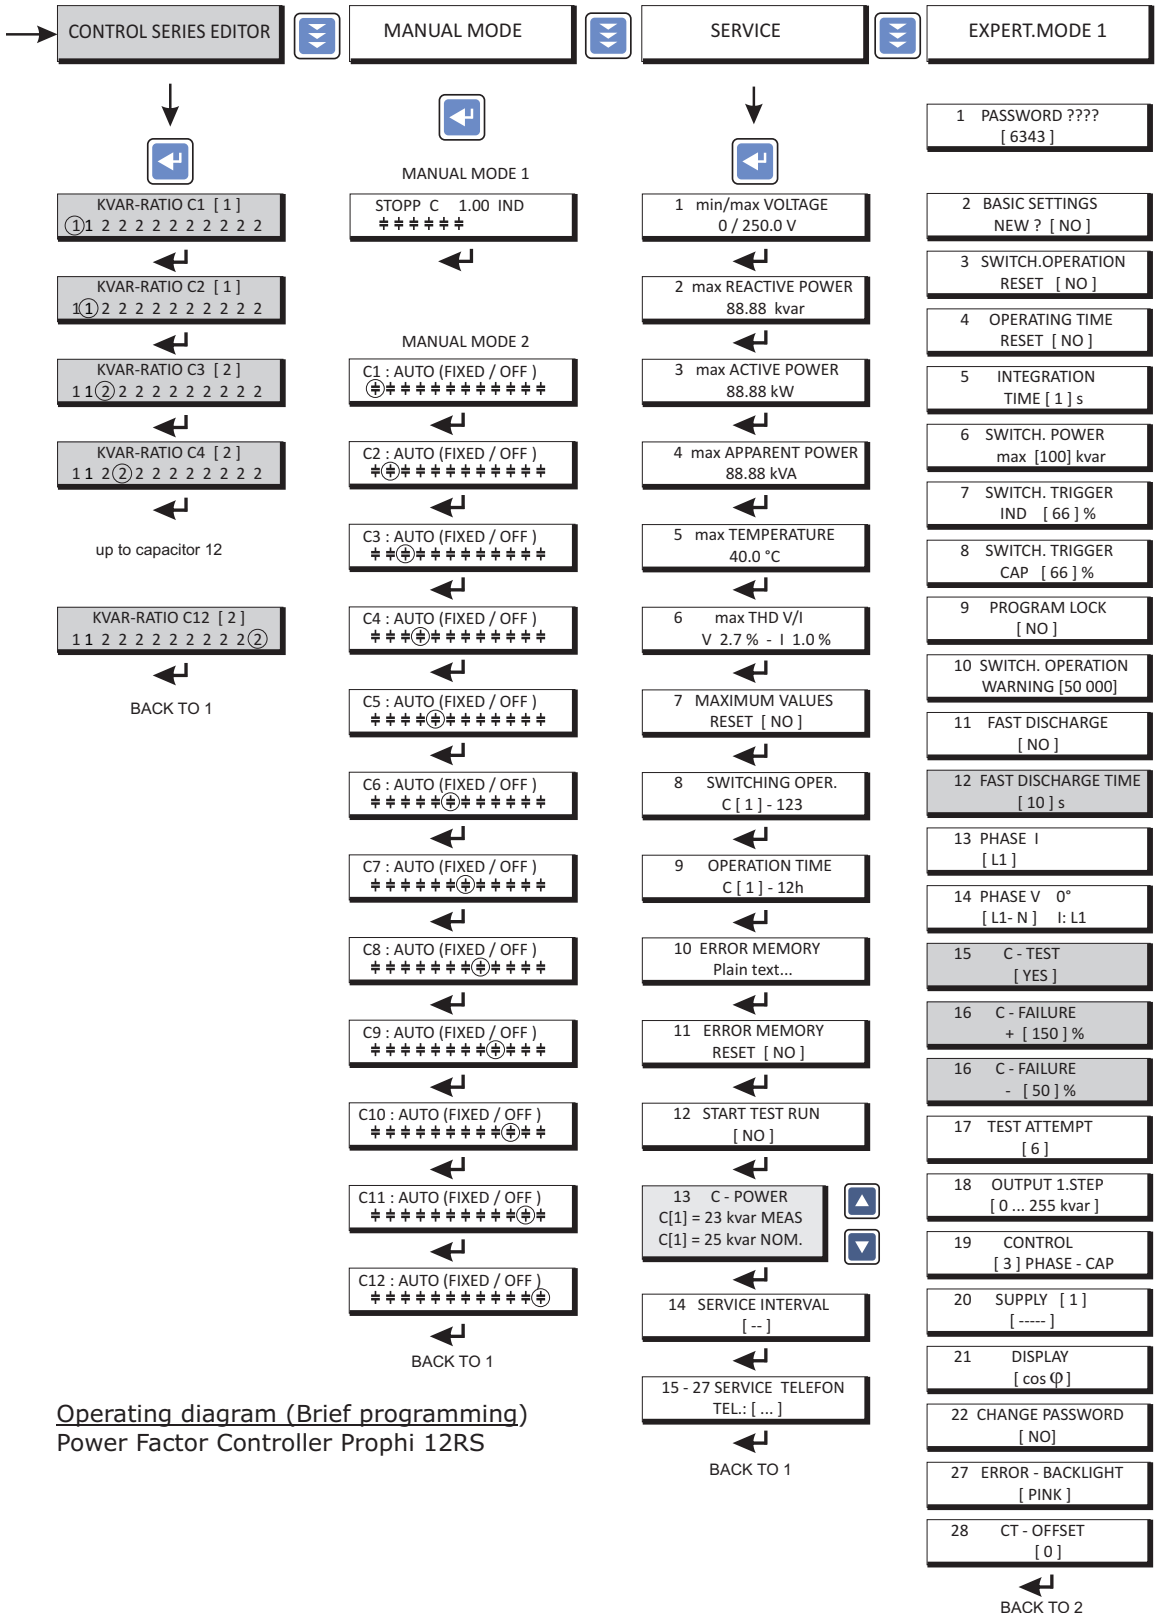 CONTROL SERIES EDITOR
MANUAL MODE
SERVICE
EXPERT.MODE 1
KVAR-RATIO C1 [ 1 ]
1 1 2 2 2 2 2 2 2 2 2 2
KVAR-RATIO C2 [ 1 ]
1 1 2 2 2 2 2 2 2 2 2 2
KVAR-RATIO C3 [ 2 ]
1 1 2 2 2 2 2 2 2 2 2 2
KVAR-RATIO C4 [ 2 ]
1 1 2 2 2 2 2 2 2 2 2 2
up to capacitor 12
KVAR-RATIO C12 [ 2 ]
1 1 2 2 2 2 2 2 2 2 2 2
BACK TO 1
MANUAL MODE 1
STOPP C 1.00 IND
MANUAL MODE 2
C1 : AUTO (FIXED / OFF )
C2 : AUTO (FIXED / OFF )
C3 : AUTO (FIXED / OFF )
C4 : AUTO (FIXED / OFF )
C5 : AUTO (FIXED / OFF )
C6 : AUTO (FIXED / OFF )
C7 : AUTO (FIXED / OFF )
C8 : AUTO (FIXED / OFF )
C9 : AUTO (FIXED / OFF )
C10 : AUTO (FIXED / OFF )
C11 : AUTO (FIXED / OFF )
C12 : AUTO (FIXED / OFF )
BACK TO 1
1 min/max VOLTAGE
0 / 250.0 V
2 max REACTIVE POWER
88.88 kvar
3 max ACTIVE POWER
88.88 kW
4 max APPARENT POWER
88.88 kVA
5 max TEMPERATURE
40.0 °C
6 max THD V/I
V 2.7 % - I 1.0 %
7 MAXIMUM VALUES
RESET [ NO ]
8 SWITCHING OPER.
C [ 1 ] - 123
9 OPERATION TIME
C [ 1 ] - 12h
10 ERROR MEMORY
Plain text...
11 ERROR MEMORY
RESET [ NO ]
12 START TEST RUN
[ NO ]
13 C - POWER
C[1] = 23 kvar MEAS
C[1] = 25 kvar NOM.
14 SERVICE INTERVAL
[ -- ]
15 - 27 SERVICE TELEFON
TEL.: [ ... ]
BACK TO 1
1 PASSWORD ????
[ 6343 ]
2 BASIC SETTINGS
NEW ? [ NO ]
3 SWITCH.OPERATION
RESET [ NO ]
4 OPERATING TIME
RESET [ NO ]
5 INTEGRATION
TIME [ 1 ] s
6 SWITCH. POWER
max [100] kvar
7 SWITCH. TRIGGER
IND [ 66 ] %
8 SWITCH. TRIGGER
CAP [ 66 ] %
9 PROGRAM LOCK
[ NO ]
10 SWITCH. OPERATION
WARNING [50 000]
11 FAST DISCHARGE
[ NO ]
12 FAST DISCHARGE TIME
[ 10 ] s
13 PHASE I
[ L1 ]
14 PHASE V 0°
[ L1- N ] I: L1
15 C - TEST
[ YES ]
16 C - FAILURE
+ [ 150 ] %
16 C - FAILURE
- [ 50 ] %
17 TEST ATTEMPT
[ 6 ]
18 OUTPUT 1.STEP
[ 0 ... 255 kvar ]
19 CONTROL
[ 3 ] PHASE - CAP
20 SUPPLY [ 1 ]
[ ----- ]
21 DISPLAY
[ cos φ ]
22 CHANGE PASSWORD
[ NO]
27 ERROR - BACKLIGHT
[ PINK ]
28 CT - OFFSET
[ 0 ]
BACK TO 2
Operating diagram (Brief programming)
Power Factor Controller Prophi 12RS